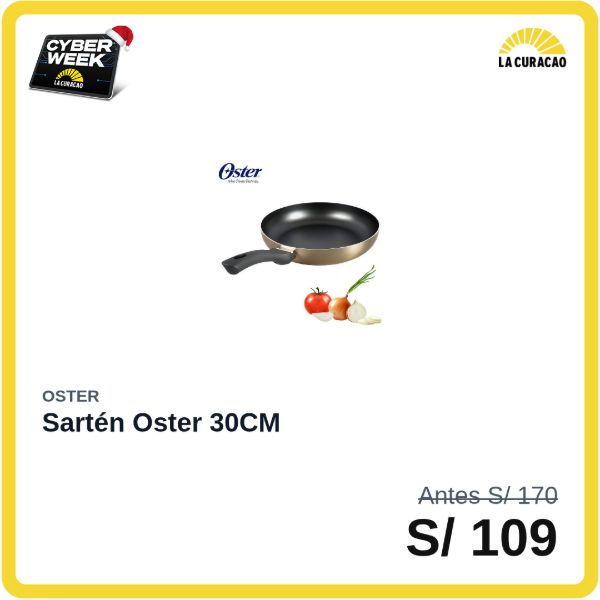 CYBER
WEEK
LA CURACAO
LA CURACAO
Oster
OSTER
Sartén Oster 30CM
Antes S/ 170
S/ 109